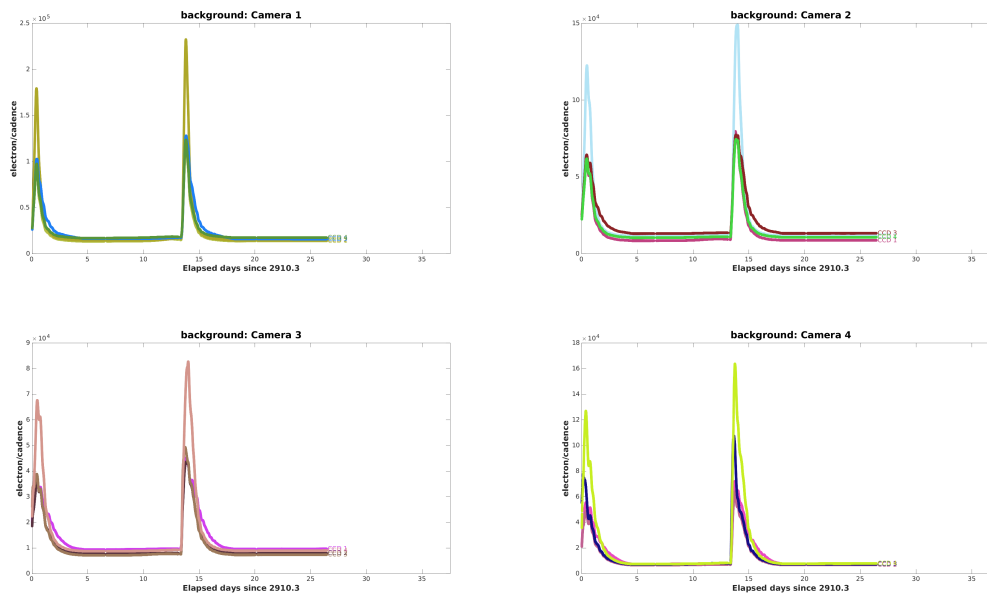 background: Camera 1
× 10^5
2.5
2
1.5
1
0.5
0
electron/cadence
0 5 10 15 20 25 30 35
Elapsed days since 2910.3
background: Camera 2
× 10^4
15
10
5
0
electron/cadence
CCD 3
CCD 1
0 5 10 15 20 25 30 35
Elapsed days since 2910.3
background: Camera 3
× 10^4
9
8
7
6
5
4
3
2
1
0
electron/cadence
CCD 1
0 5 10 15 20 25 30 35
Elapsed days since 2910.3
background: Camera 4
× 10^4
18
16
14
12
10
8
6
4
2
0
electron/cadence
0 5 10 15 20 25 30 35
Elapsed days since 2910.3